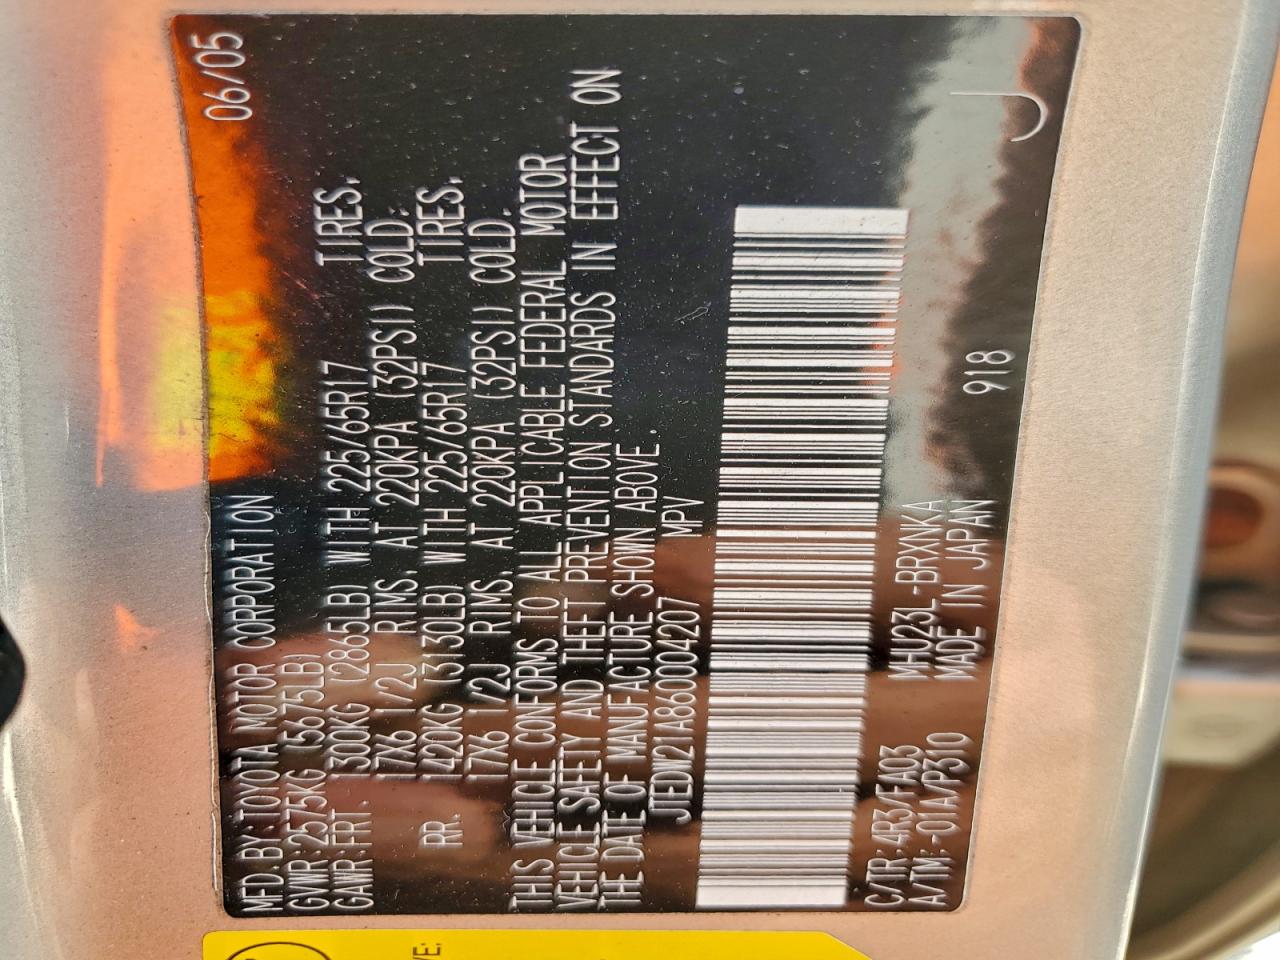 MFD.BY:TOYOTA MOTOR CORPORATION 06/05
GVWR:2575KG (5675LB)
GAWR:FRT. 1300KG (2865LB) WITH 225/65R17 TIRES,
17X6 1/2J RIMS, AT 220KPA (32PSI) COLD.
RR. 1420KG (3130LB) WITH 225/65R17 TIRES,
17X6 1/2J RIMS, AT 220KPA (32PSI) COLD.
THIS VEHICLE CONFORMS TO ALL APPLICABLE FEDERAL MOTOR
VEHICLE SAFETY AND THEFT PREVENTION STANDARDS IN EFFECT ON
THE DATE OF MANUFACTURE SHOWN ABOVE.
JTEDW21A860004207 MPV
C/TR:4R3/FA03 MHU23L-BRXNKA
A/TM:-01A/P310 MADE IN JAPAN 918 J
VE: